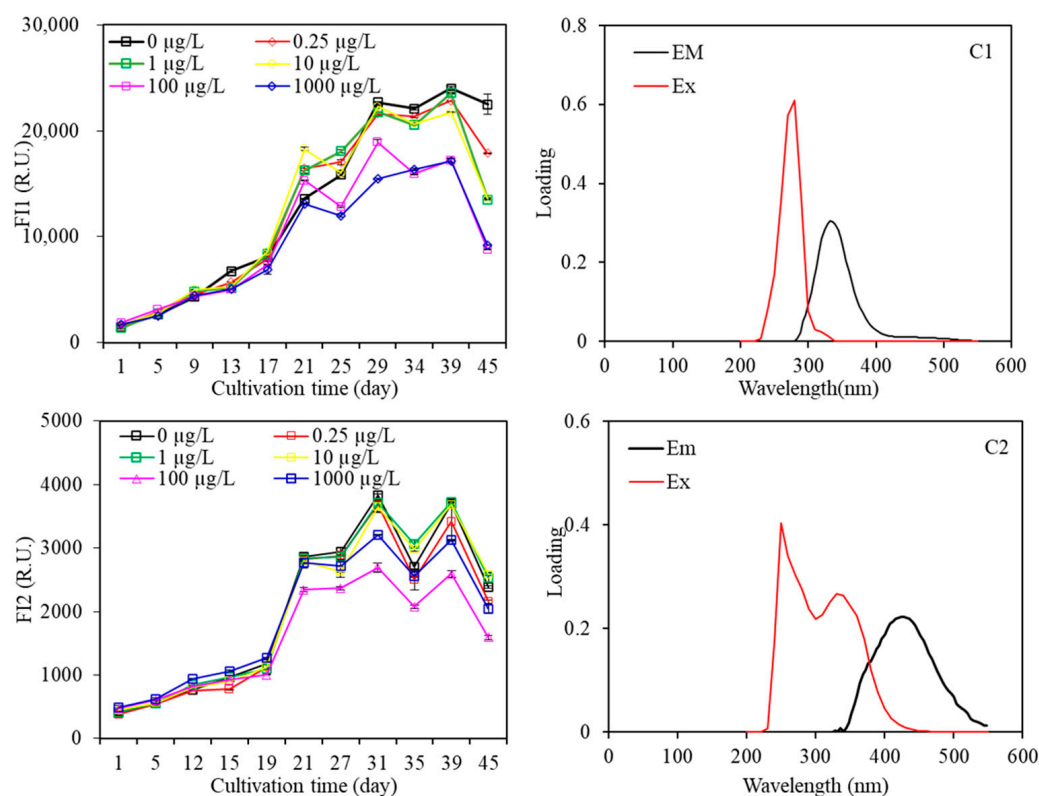 30,000
20,000
10,000
0
FI1 (R.U.)
0 µg/L 0.25 µg/L
1 µg/L 10 µg/L
100 µg/L 1000 µg/L
1 5 9 13 17 21 25 29 34 39 45
Cultivation time (day)
0.8
0.6
0.4
0.2
0
Loading
EM
Ex
C1
0 100 200 300 400 500 600
Wavelength(nm)
5000
4000
3000
2000
1000
0
FI2 (R.U.)
0 µg/L 0.25 µg/L
1 µg/L 10 µg/L
100 µg/L 1000 µg/L
1 5 12 15 19 21 27 31 35 39 45
Cultivation time (day)
0.6
0.4
0.2
0
Loading
Em
Ex
C2
0 100 200 300 400 500 600
Wavelength (nm)